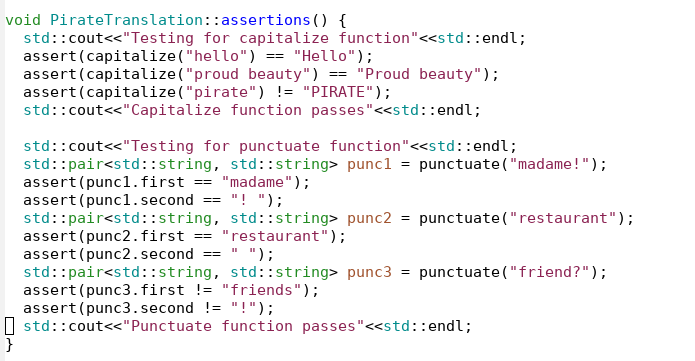 void PirateTranslation::assertions() {
  std::cout<<"Testing for capitalize function"<<std::endl;
  assert(capitalize("hello") == "Hello");
  assert(capitalize("proud beauty") == "Proud beauty");
  assert(capitalize("pirate") != "PIRATE");
  std::cout<<"Capitalize function passes"<<std::endl;

  std::cout<<"Testing for punctuate function"<<std::endl;
  std::pair<std::string, std::string> punc1 = punctuate("madame!");
  assert(punc1.first == "madame");
  assert(punc1.second == "! ");
  std::pair<std::string, std::string> punc2 = punctuate("restaurant");
  assert(punc2.first == "restaurant");
  assert(punc2.second == " ");
  std::pair<std::string, std::string> punc3 = punctuate("friend?");
  assert(punc3.first != "friends");
  assert(punc3.second != "!");
  std::cout<<"Punctuate function passes"<<std::endl;
}